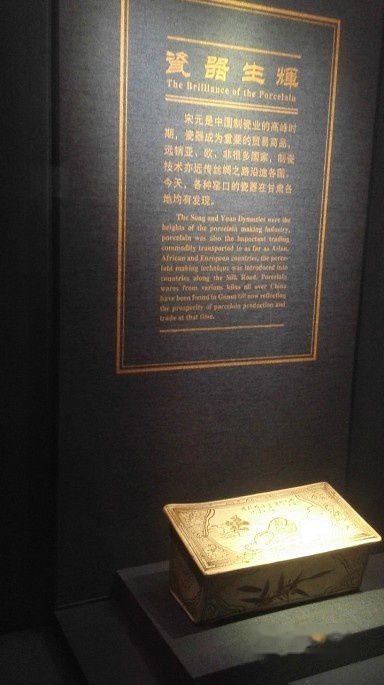 瓷器生輝
The Brilliance of the Porcelain
宋元是中国制瓷业的高峰时
期，瓷器成为重要的贸易商品，
远销亚、欧、非很多国家，制瓷
技术亦远传丝绸之路沿途各国。
今天，各种窑口的瓷器在甘肃各
地均有发现。
The Song and Yuan Dynasties were the
heights of the porcelain making industry,
porcelain was also the important trading
commodity transported to as far as Asian,
African and European countries, the porce-
lain making technique was introduced into
countries along the Silk Road. Porcelain
wares from various kilns all over China
have been found in Gansu till now reflecting
the prosperity of porcelain production and
trade at that time.